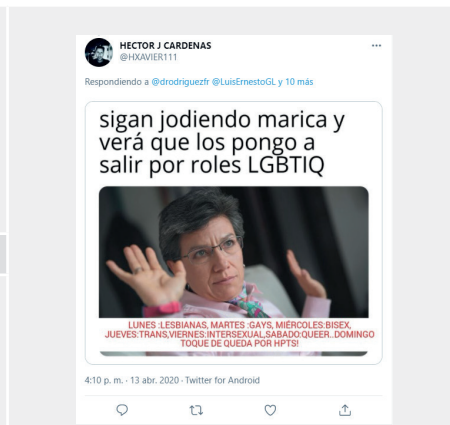 HECTOR J CARDENAS
@HXAVIER111
Respondiendo a @drodriguezfr @LuisErnestoGL y 10 más
sigan jodiendo marica y
verá que los pongo a
salir por roles LGBTIQ
LUNES :LESBIANAS, MARTES :GAYS, MIÉRCOLES:BISEX,
JUEVES:TRANS,VIERNES:INTERSEXUAL,SABADO:QUEER..DOMINGO
TOQUE DE QUEDA POR HPTS!
4:10 p. m. · 13 abr. 2020 · Twitter for Android